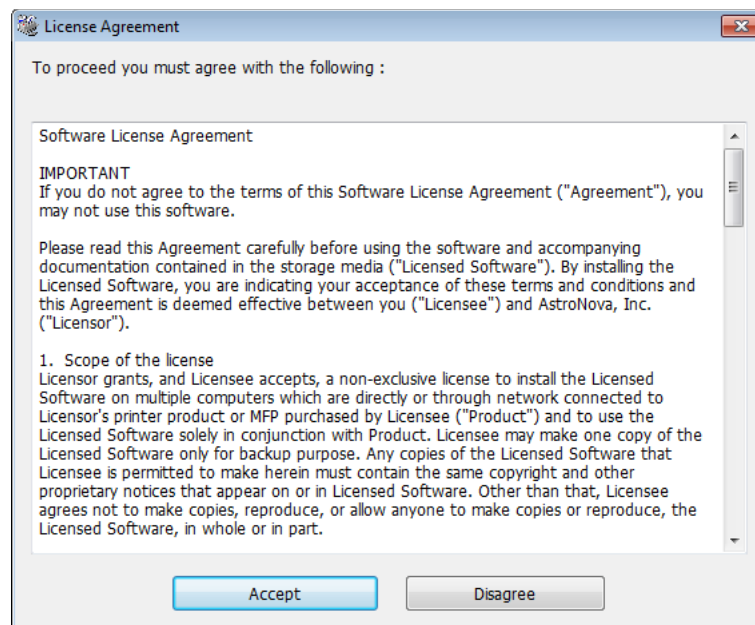 License Agreement
To proceed you must agree with the following :
Software License Agreement
IMPORTANT
If you do not agree to the terms of this Software License Agreement ("Agreement"), you
may not use this software.
Please read this Agreement carefully before using the software and accompanying
documentation contained in the storage media ("Licensed Software"). By installing the
Licensed Software, you are indicating your acceptance of these terms and conditions and
this Agreement is deemed effective between you ("Licensee") and AstroNova, Inc.
("Licensor").
1.  Scope of the license
Licensor grants, and Licensee accepts, a non-exclusive license to install the Licensed
Software on multiple computers which are directly or through network connected to
Licensor's printer product or MFP purchased by Licensee ("Product") and to use the
Licensed Software solely in conjunction with Product. Licensee may make one copy of the
Licensed Software only for backup purpose. Any copies of the Licensed Software that
Licensee is permitted to make herein must contain the same copyright and other
proprietary notices that appear on or in Licensed Software. Other than that, Licensee
agrees not to make copies, reproduce, or allow anyone to make copies or reproduce, the
Licensed Software, in whole or in part.
Accept
Disagree